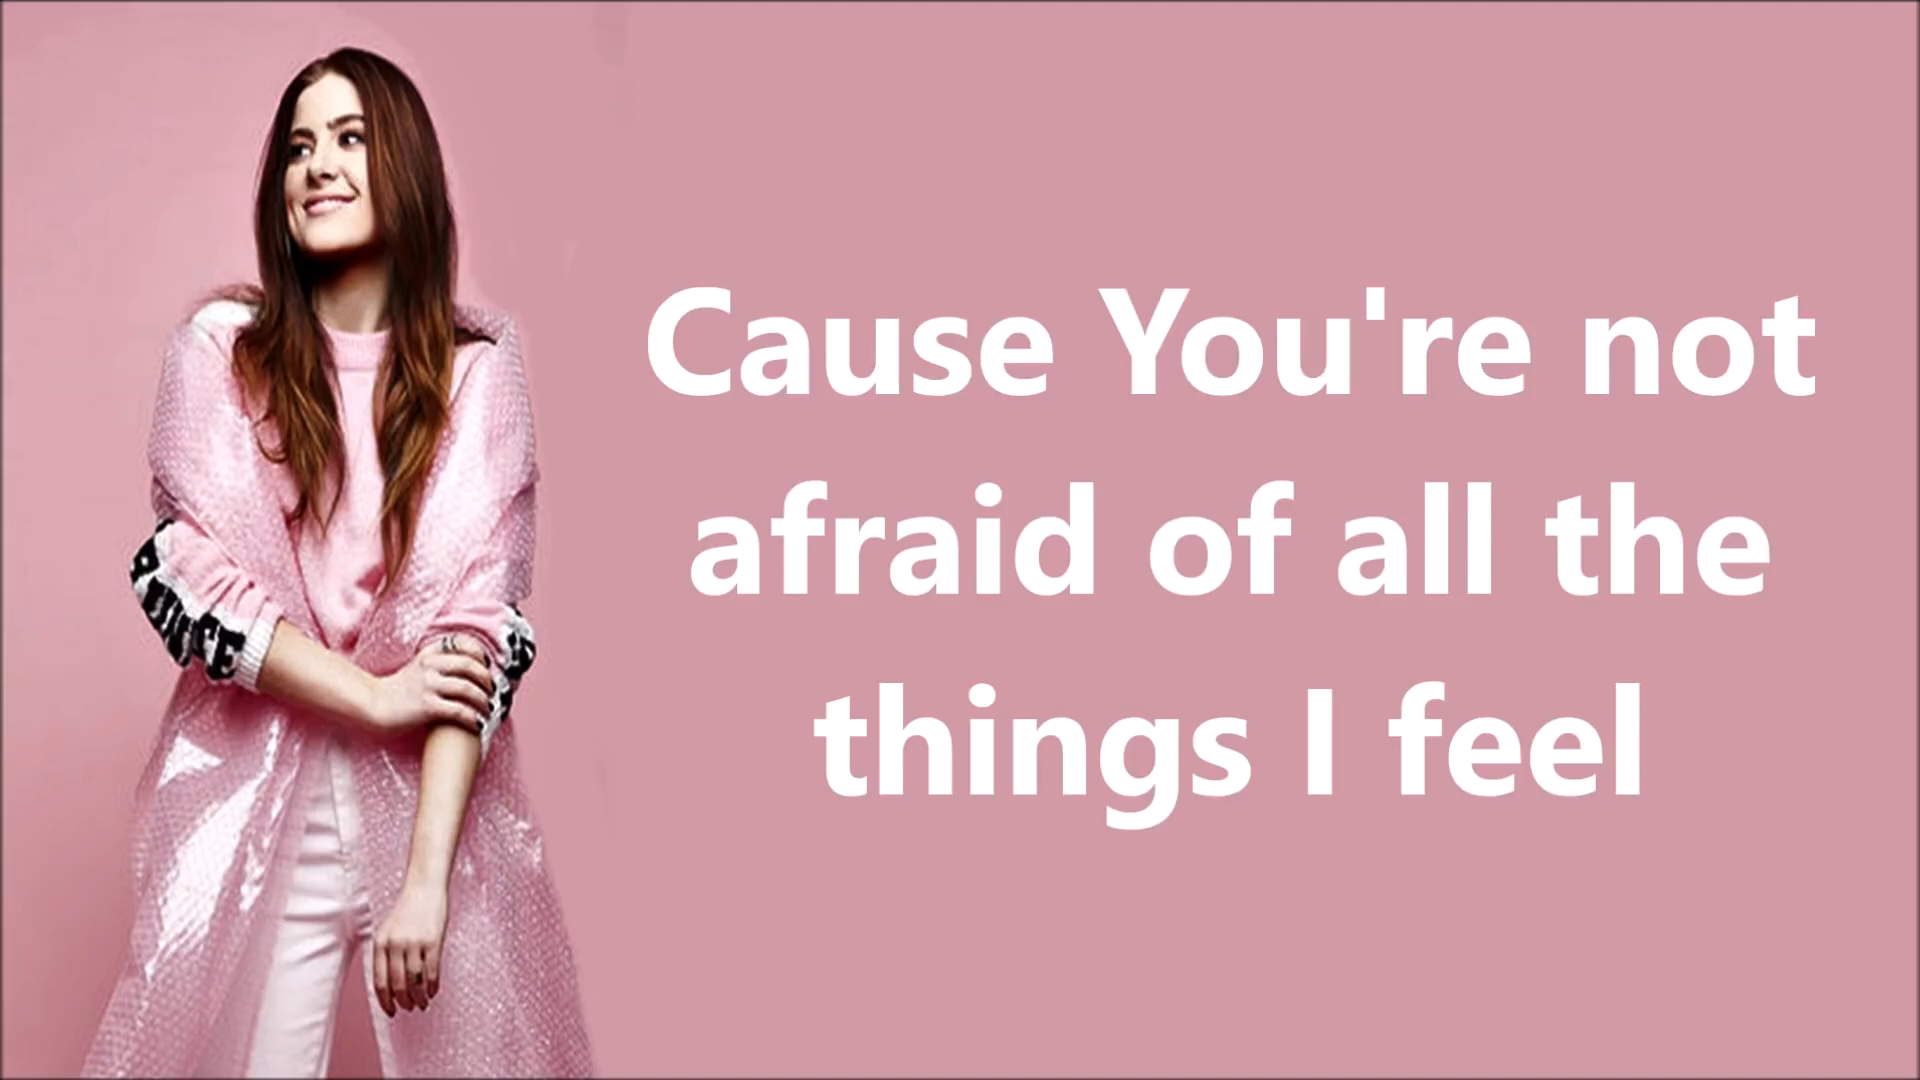 Cause You're not
afraid of all the
things I feel